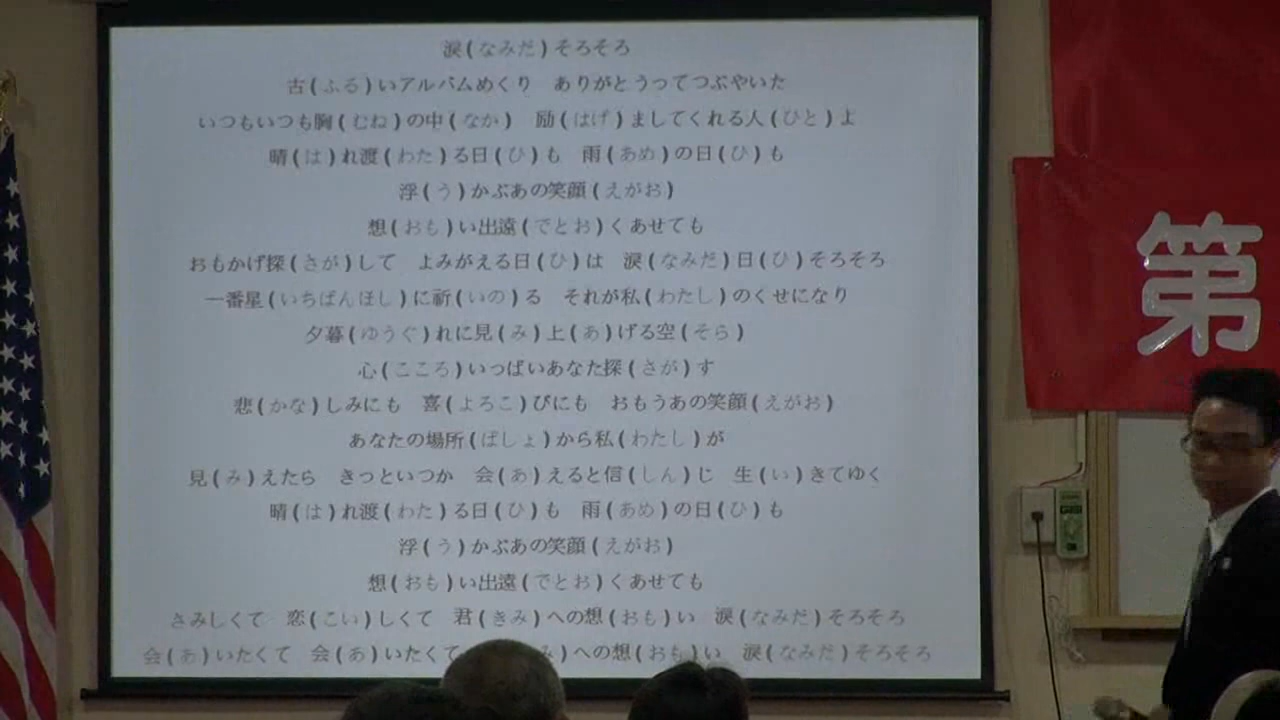 涙(なみだ)そろそろ
古(ふる)いアルバムめくり　ありがとうってつぶやいた
いつもいつも胸(むね)の中(なか)　励(はげ)ましてくれる人(ひと)よ
晴(は)れ渡(わた)る日(ひ)も　雨(あめ)の日(ひ)も
浮(う)かぶあの笑顔(えがお)
想(おも)い出遠(でとお)くあせても
おもかげ探(さが)して　よみがえる日(ひ)は　涙(なみだ)日(ひ)そろそろ
一番星(いちばんほし)に祈(いの)る　それが私(わたし)のくせになり
夕暮(ゆうぐ)れに見(み)上(あ)げる空(そら)
心(こころ)いっぱいあなた探(さが)す
悲(かな)しみにも　喜(よろこ)びにも　おもうあの笑顔(えがお)
あなたの場所(ばしょ)から私(わたし)が
見(み)えたら　きっといつか　会(あ)えると信(しん)じ　生(い)きてゆく
晴(は)れ渡(わた)る日(ひ)も　雨(あめ)の日(ひ)も
浮(う)かぶあの笑顔(えがお)
想(おも)い出遠(でとお)くあせても
さみしくて　恋(こい)しくて　君(きみ)への想(おも)い　涙(なみだ)そろそろ
会(あ)いたくて　会(あ)いたくて　み)への想(おも)い　涙(なみだ)そろそろ
第